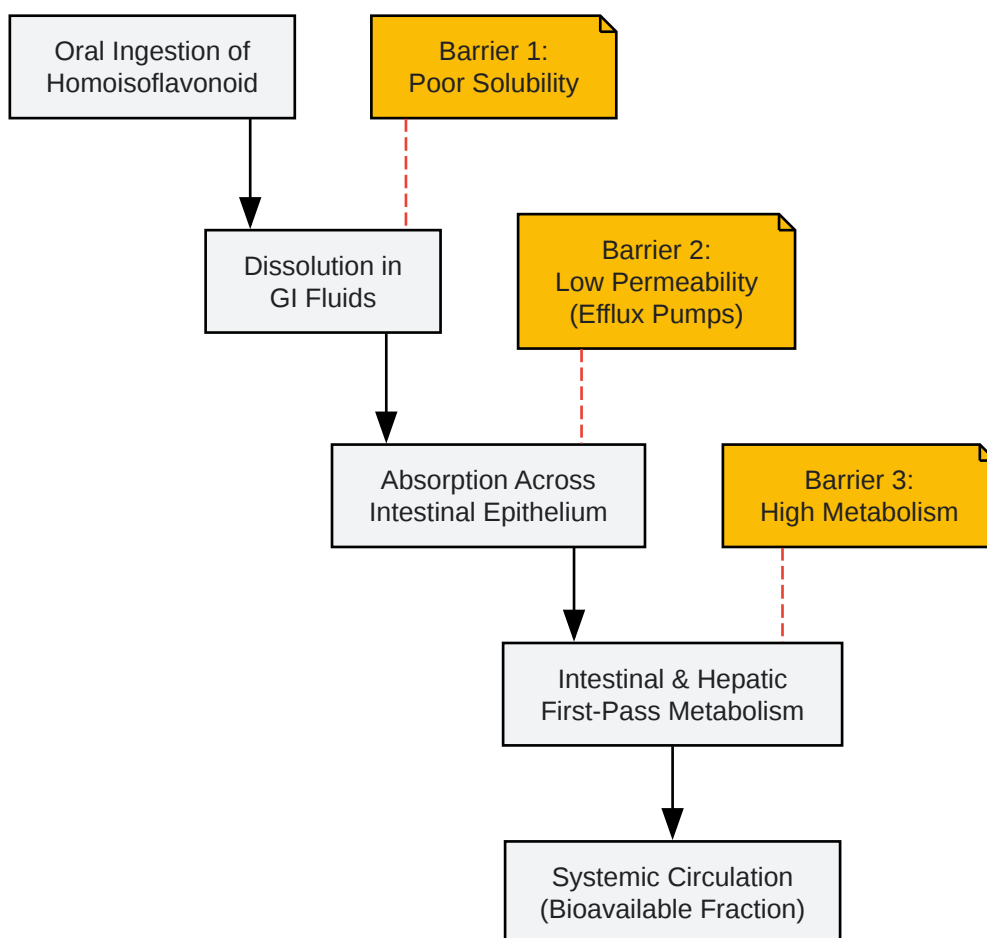 Oral Ingestion of
Homoisoflavonoid
Barrier 1:
Poor Solubility
Dissolution in
GI Fluids
Barrier 2:
Low Permeability
(Efflux Pumps)
Absorption Across
Intestinal Epithelium
Barrier 3:
High Metabolism
Intestinal & Hepatic
First-Pass Metabolism
Systemic Circulation
(Bioavailable Fraction)